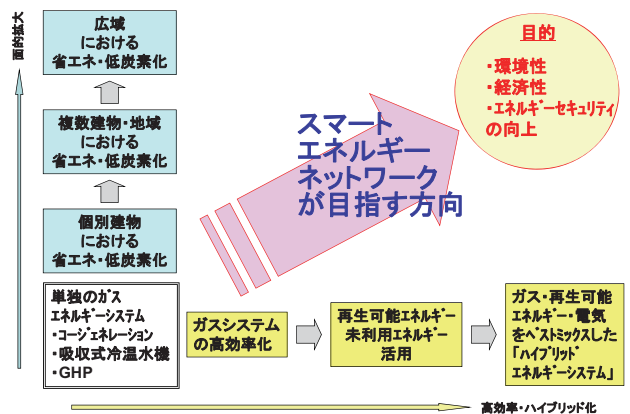 面的拡大
広域
における
省エネ・低炭素化
複数建物・地域
における
省エネ・低炭素化
個別建物
における
省エネ・低炭素化
単独のガス
エネルギーシステム
・コージェネレーション
・吸収式冷温水機
・GHP
ガスシステム
の高効率化
再生可能エネルギー
未利用エネルギー
活用
ガス・再生可能
エネルギー・電気
をベストミックスした
「ハイブリッド
エネルギーシステム」
高効率・ハイブリッド化
スマート
エネルギー
ネットワーク
が目指す方向
目的
・環境性
・経済性
・エネルギーセキュリティ
の向上